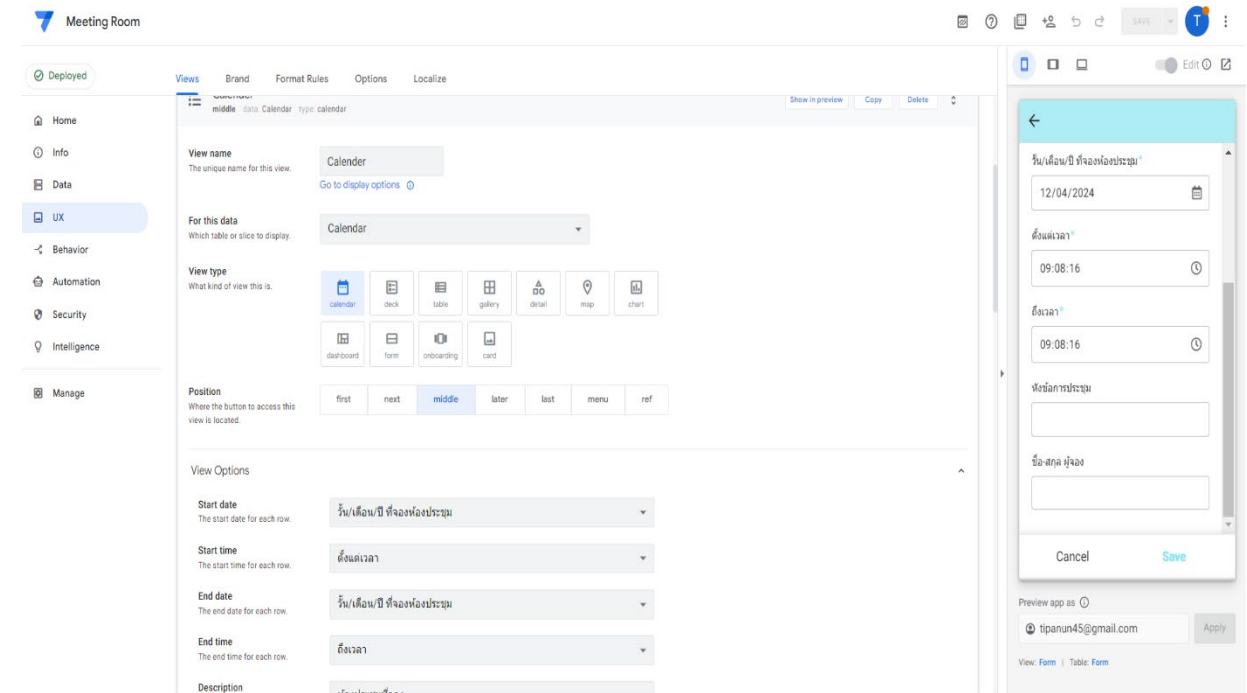 Meeting Room
SAVE
T
Deployed
Views Brand Format Rules Options Localize
Edit
middle data: Calendar type: calendar
Show in preview Copy Delete
Home
Info
Data
UX
Behavior
Automation
Security
Intelligence
Manage
View name
The unique name for this view.
Calender
Go to display options
For this data
Which table or slice to display.
Calendar
View type
What kind of view this is.
calendar deck table gallery detail map chart
dashboard form onboarding card
Position
Where the button to access this
view is located.
first next middle later last menu ref
View Options
Start date
The start date for each row.
วั้น/เดือน/ปี ที่จองห้องประชุม
Start time
The start time for each row.
ตั้งแต่เวลา
End date
The end date for each row.
วั้น/เดือน/ปี ที่จองห้องประชุม
End time
The end time for each row.
ถึงเวลา
Description
วั้น/เดือน/ปี ที่จองห้องประชุม*
12/04/2024
ตั้งแต่เวลา*
09:08:16
ถึงเวลา*
09:08:16
หัวข้อการประชุม
ชื่อ-สกุล ผู้จอง
Cancel Save
Preview app as
tipanun45@gmail.com
Apply
View: Form | Table: Form